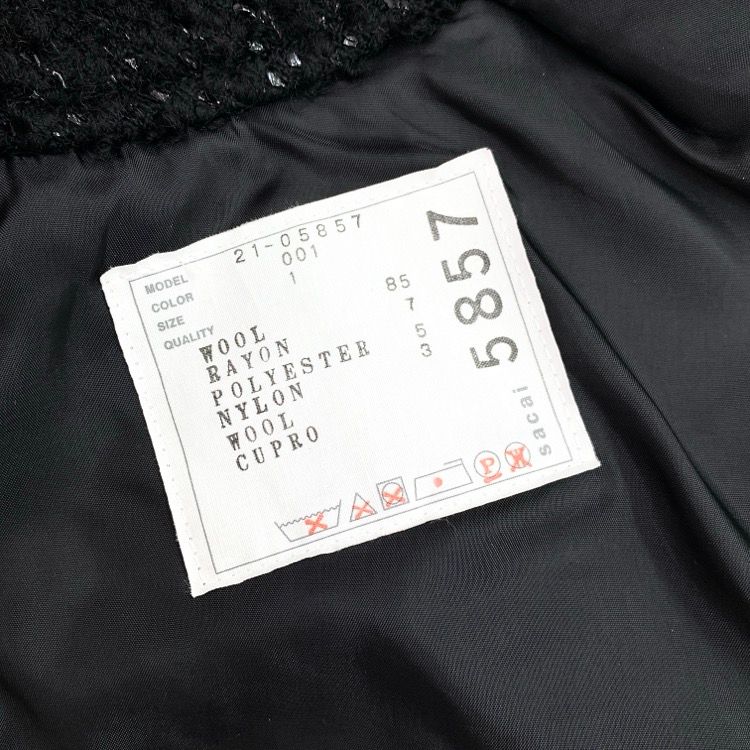 MODEL 21-05857
COLOR 001
SIZE 1
QUALITY
WOOL 85
RAYON 7
POLYESTER 5
NYLON 3
WOOL
CUPRO
5857
sacai
P
W